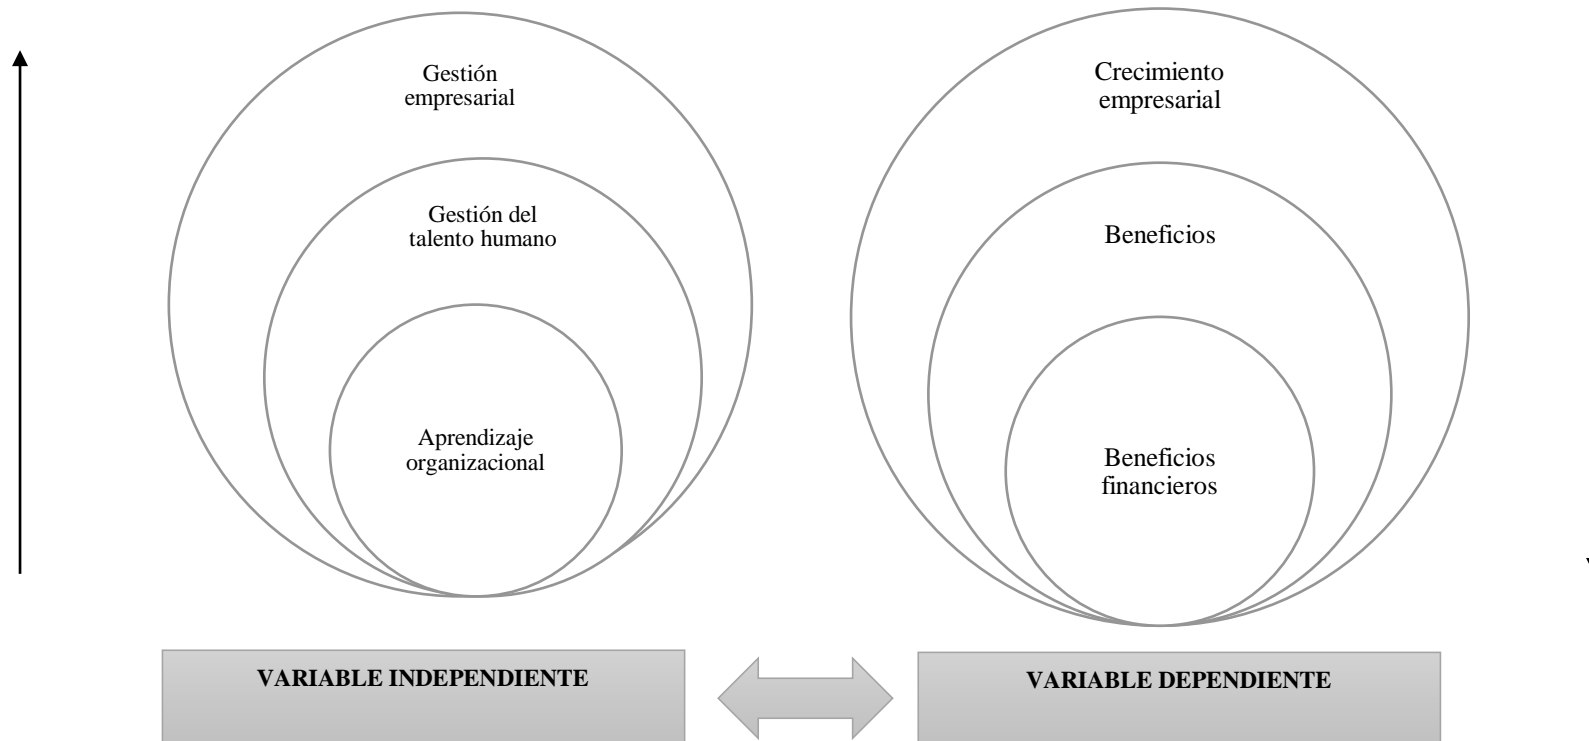 Gestión
empresarial
Gestión del
talento humano
Aprendizaje
organizacional
Crecimiento
empresarial
Beneficios
Beneficios
financieros
VARIABLE INDEPENDIENTE
VARIABLE DEPENDIENTE